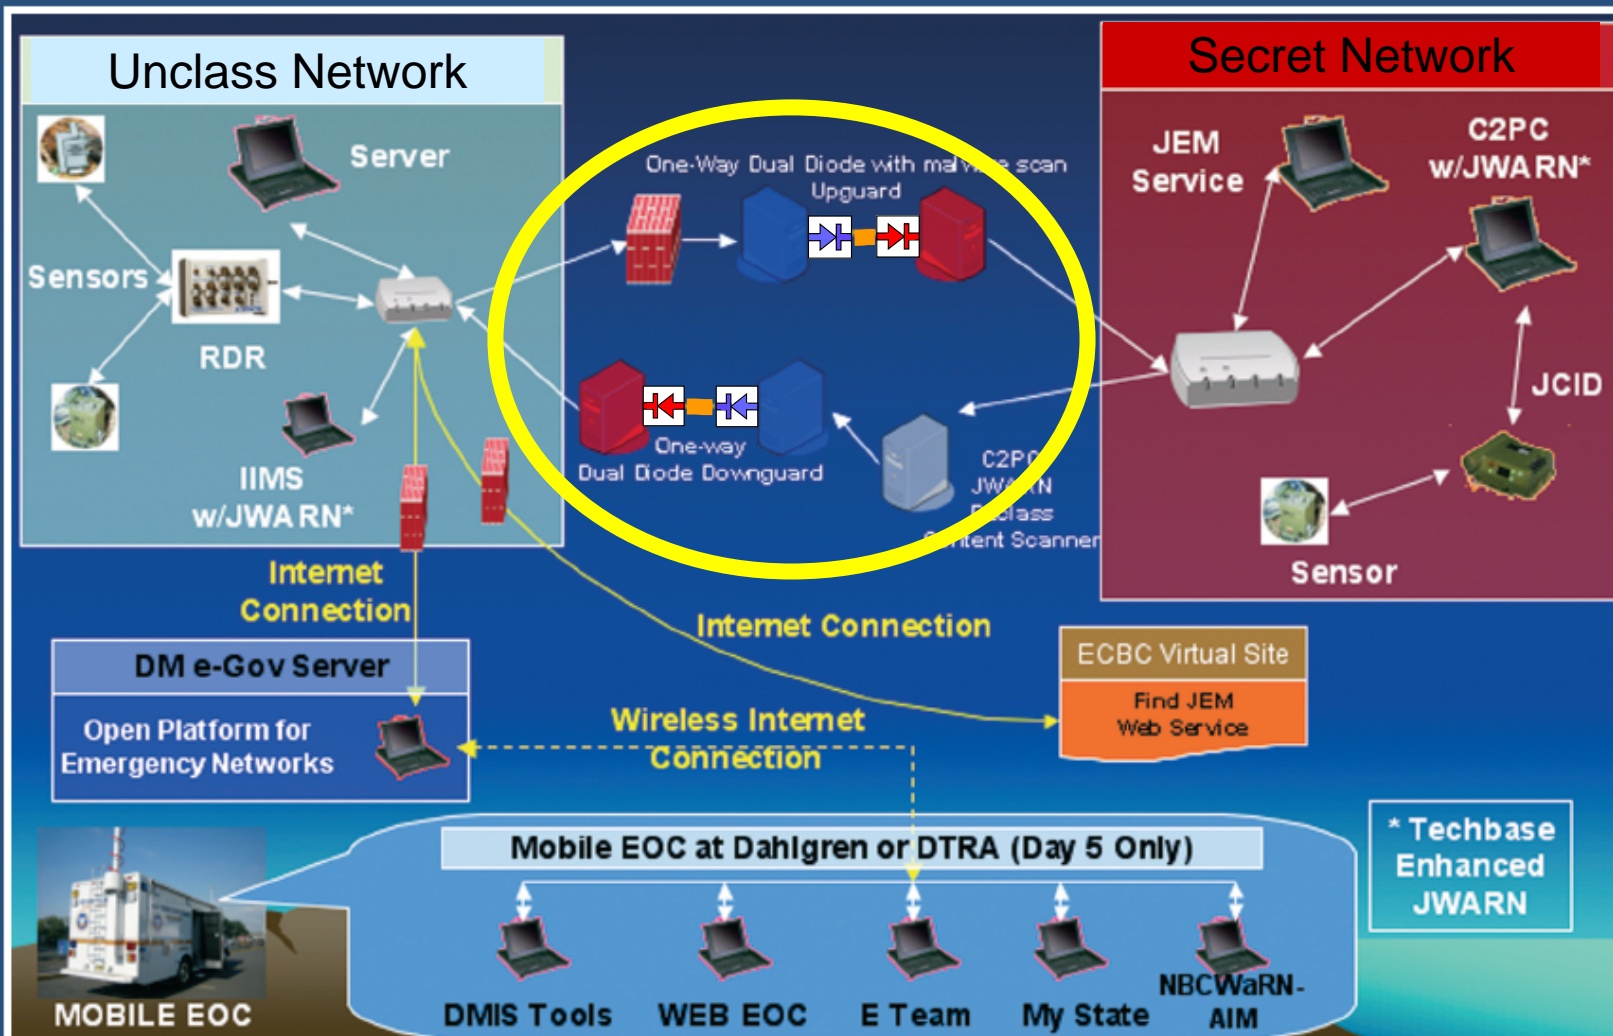 Unclass Network
Secret Network
Server
Sensors
RDR
IIMS
w/JWARN*
One-Way Dual Diode with malware scan
Upguard
One-way
Dual Diode Downguard
C2PC
JWARN
Declass
Content Scanner
JEM
Service
C2PC
w/JWARN*
JCID
Sensor
Internet
Connection
Internet Connection
DM e-Gov Server
Open Platform for
Emergency Networks
Wireless Internet
Connection
ECBC Virtual Site
Find JEM
Web Service
Mobile EOC at Dahlgren or DTRA (Day 5 Only)
* Techbase
Enhanced
JWARN
MOBILE EOC
DMIS Tools
WEB EOC
E Team
My State
NBCWaRN-
AIM